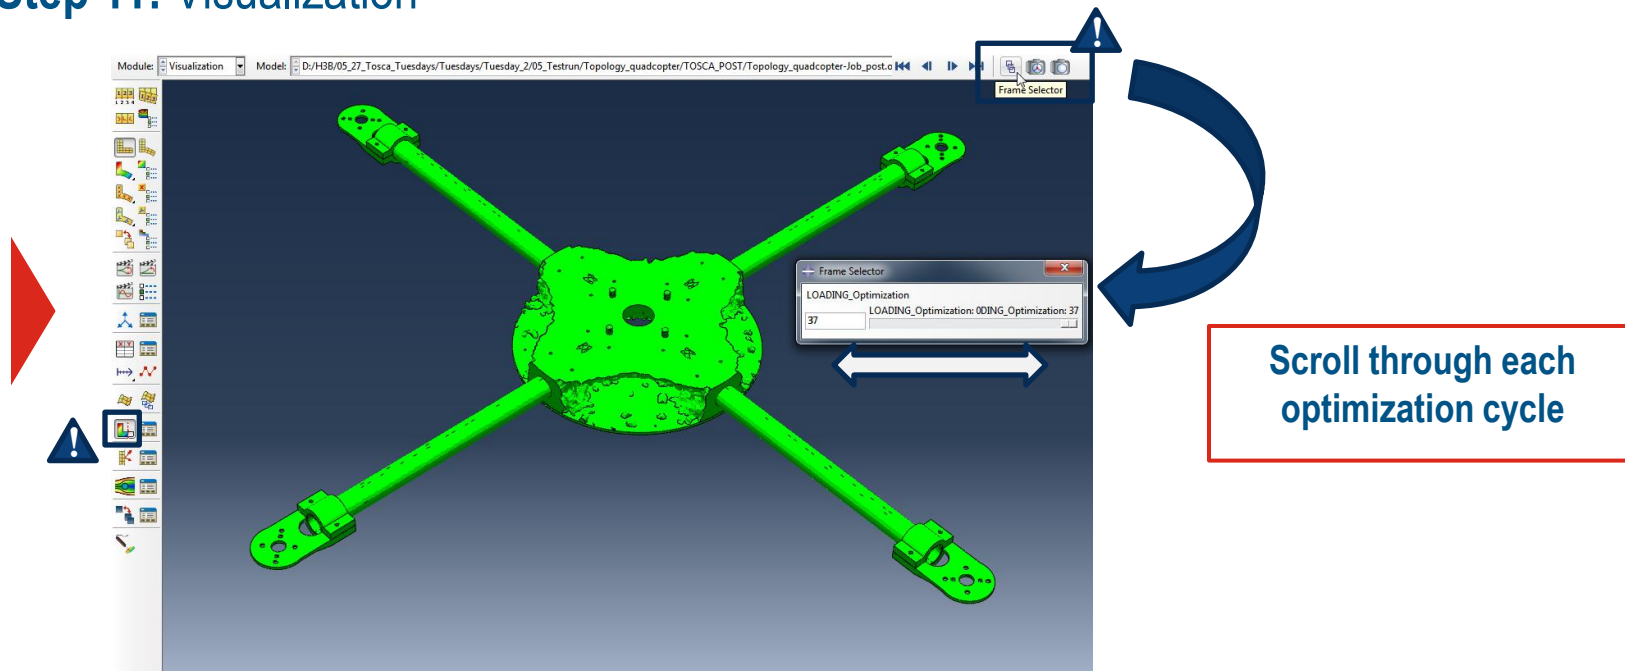 Step 11: Visualization
Module: Visualization Model: D:/H3B/05_27_Tosca_Tuesdays/Tuesdays/Tuesday_2/05_Testrun/Topology_quadcopter/TOSCA_POST/Topology_quadcopter-Job_post.o
Frame Selector
Frame Selector
LOADING_Optimization
LOADING_Optimization: 0DING_Optimization: 37
37
Scroll through each
optimization cycle